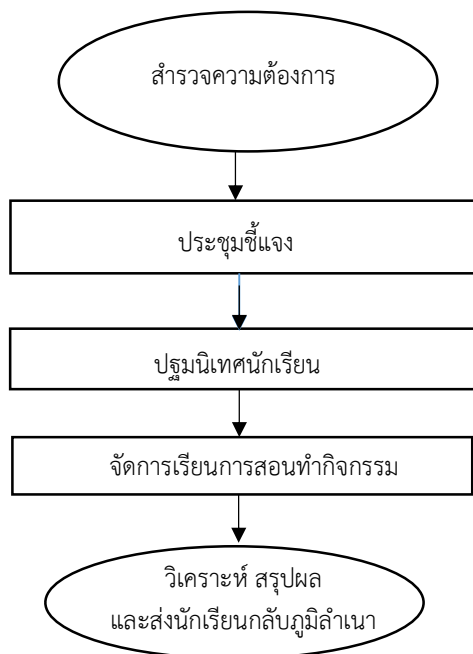 สำรวจความต้องการ
ประชุมชี้แจง
ปฐมนิเทศนักเรียน
จัดการเรียนการสอนทำกิจกรรม
วิเคราะห์ สรุปผล
และส่งนักเรียนกลับภูมิลำเนา